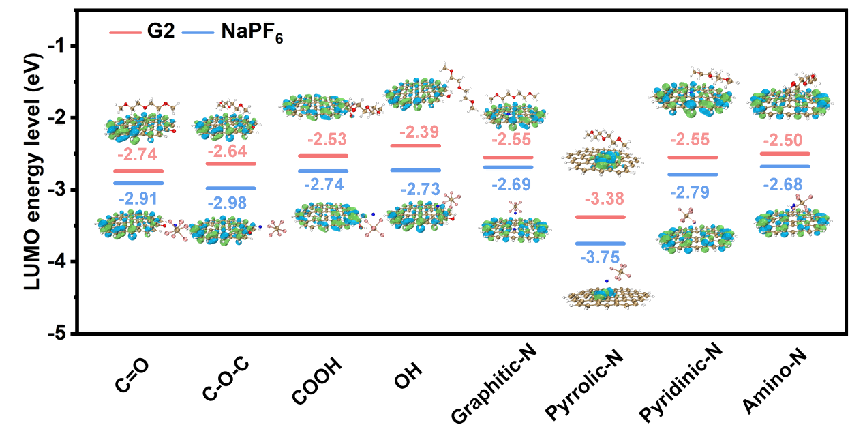 G2 NaPF6
LUMO energy level (eV)
-1
-2
-3
-4
-5
-2.74 -2.64 -2.53 -2.39 -2.55 -3.38 -2.55 -2.50
-2.91 -2.98 -2.74 -2.73 -2.69 -3.75 -2.79 -2.68
C=O C-O-C COOH OH Graphitic-N Pyrrolic-N Pyridinic-N Amino-N